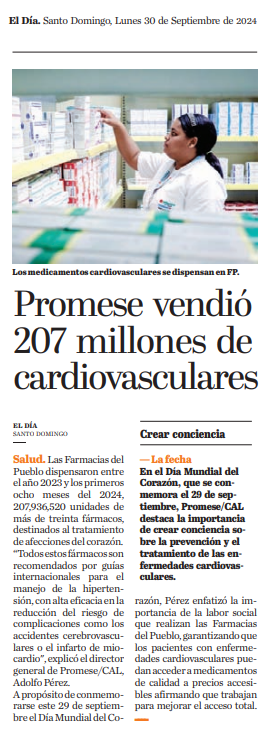 El Día. Santo Domingo, Lunes 30 de Septiembre de 2024
Los medicamentos cardiovasculares se dispensan en FP.
Promese vendió
207 millones de
cardiovasculares
EL DÍA
SANTO DOMINGO
Salud. Las Farmacias del
Pueblo dispensaron entre
el año 2023 y los primeros
ocho meses del 2024,
207,936,520 unidades de
más de treinta fármacos,
destinados al tratamiento
de afecciones del corazón.
“Todos estos fármacos son
recomendados por guías
internacionales para el
manejo de la hiperten-
sión, con alta eficacia en la
reducción del riesgo de
complicaciones como los
accidentes cerebrovascu-
lares o el infarto de mio-
cardio”, explicó el director
general de Promese/CAL,
Adolfo Pérez.
A propósito de conmemo-
rarse este 29 de septiem-
bre el Día Mundial del Co-
Crear conciencia
— La fecha
En el Día Mundial del
Corazón, que se con-
memora el 29 de sep-
tiembre, Promese/CAL
destaca la importancia
de crear conciencia so-
bre la prevención y el
tratamiento de las en-
fermedades cardiovas-
culares.
razón, Pérez enfatizó la im-
portancia de la labor social
que realizan las Farmacias
del Pueblo, garantizando que
los pacientes con enferme-
dades cardiovasculares pue-
dan acceder a medicamentos
de calidad a precios accesi-
bles afirmando que trabajan
para mejorar el acceso total.